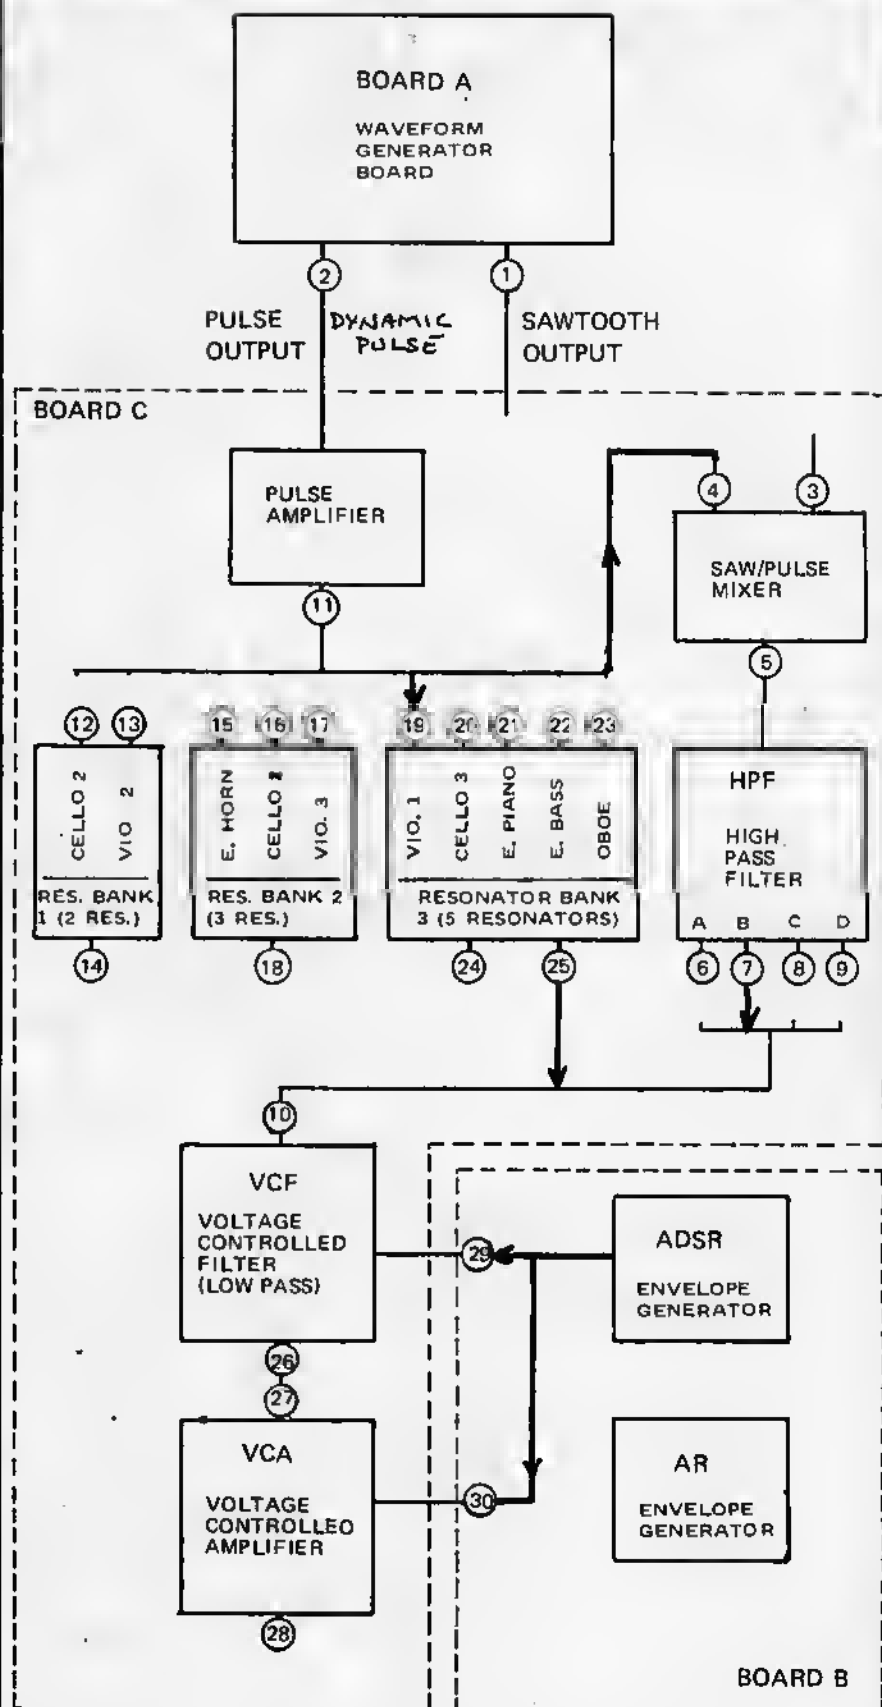 BOARD A
WAVEFORM
GENERATOR
BOARD
2
1
PULSE
OUTPUT
DYNAMIC
PULSE
SAWTOOTH
OUTPUT
BOARD C
PULSE
AMPLIFIER
4
3
SAW/PULSE
MIXER
11
5
12
13
15
16
17
19
20
21
22
23
CELLO 2
VIO 2
E. HORN
CELLO 1
VIO. 3
VIO. 1
CELLO 3
E. PIANO
E. BASS
OBOE
HPF
HIGH
PASS
FILTER
RES. BANK
1 (2 RES.)
RES. BANK 2
(3 RES.)
RESONATOR BANK
3 (5 RESONATORS)
A B C D
14
18
24
25
6
7
8
9
10
VCF
VOLTAGE
CONTROLLED
FILTER
(LOW PASS)
29
ADSR
ENVELOPE
GENERATOR
26
27
VCA
VOLTAGE
CONTROLLED
AMPLIFIER
30
AR
ENVELOPE
GENERATOR
28
BOARD B